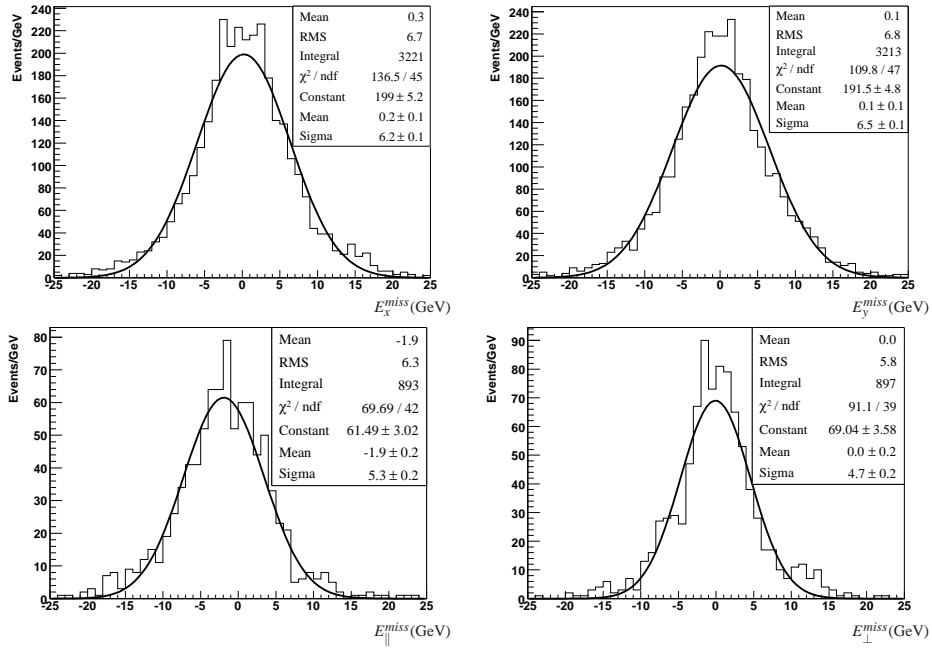 Events/GeV
240
220
200
180
160
140
120
100
80
60
40
20
0
Mean 0.3
RMS 6.7
Integral 3221
χ² / ndf 136.5 / 45
Constant 199 ± 5.2
Mean 0.2 ± 0.1
Sigma 6.2 ± 0.1
-25 -20 -15 -10 -5 0 5 10 15 20 25
E_x^{miss}(GeV)
Events/GeV
240
220
200
180
160
140
120
100
80
60
40
20
0
Mean 0.1
RMS 6.8
Integral 3213
χ² / ndf 109.8 / 47
Constant 191.5 ± 4.8
Mean 0.1 ± 0.1
Sigma 6.5 ± 0.1
-25 -20 -15 -10 -5 0 5 10 15 20 25
E_y^{miss}(GeV)
Events/GeV
80
70
60
50
40
30
20
10
0
Mean -1.9
RMS 6.3
Integral 893
χ² / ndf 69.69 / 42
Constant 61.49 ± 3.02
Mean -1.9 ± 0.2
Sigma 5.3 ± 0.2
-25 -20 -15 -10 -5 0 5 10 15 20 25
E_∥^{miss}(GeV)
Events/GeV
90
80
70
60
50
40
30
20
10
0
Mean 0.0
RMS 5.8
Integral 897
χ² / ndf 91.1 / 39
Constant 69.04 ± 3.58
Mean 0.0 ± 0.2
Sigma 4.7 ± 0.2
-25 -20 -15 -10 -5 0 5 10 15 20 25
E_⊥^{miss}(GeV)